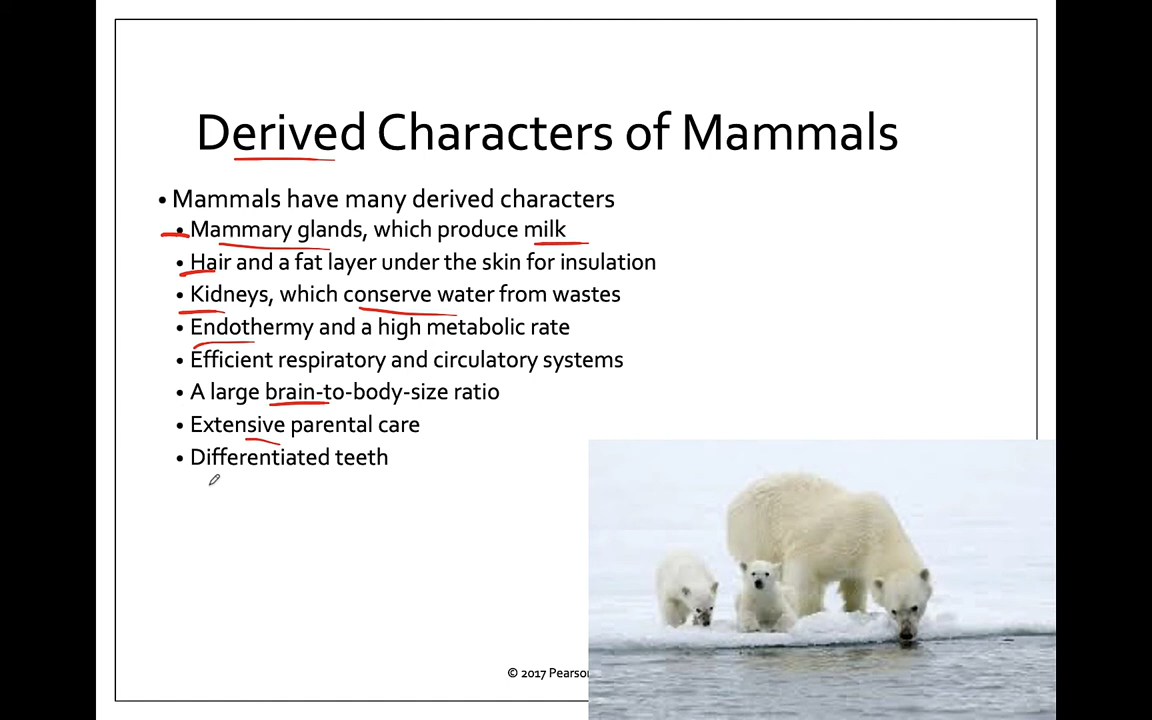 Derived Characters of Mammals
• Mammals have many derived characters
• Mammary glands, which produce milk
• Hair and a fat layer under the skin for insulation
• Kidneys, which conserve water from wastes
• Endothermy and a high metabolic rate
• Efficient respiratory and circulatory systems
• A large brain-to-body-size ratio
• Extensive parental care
• Differentiated teeth
© 2017 Pearson